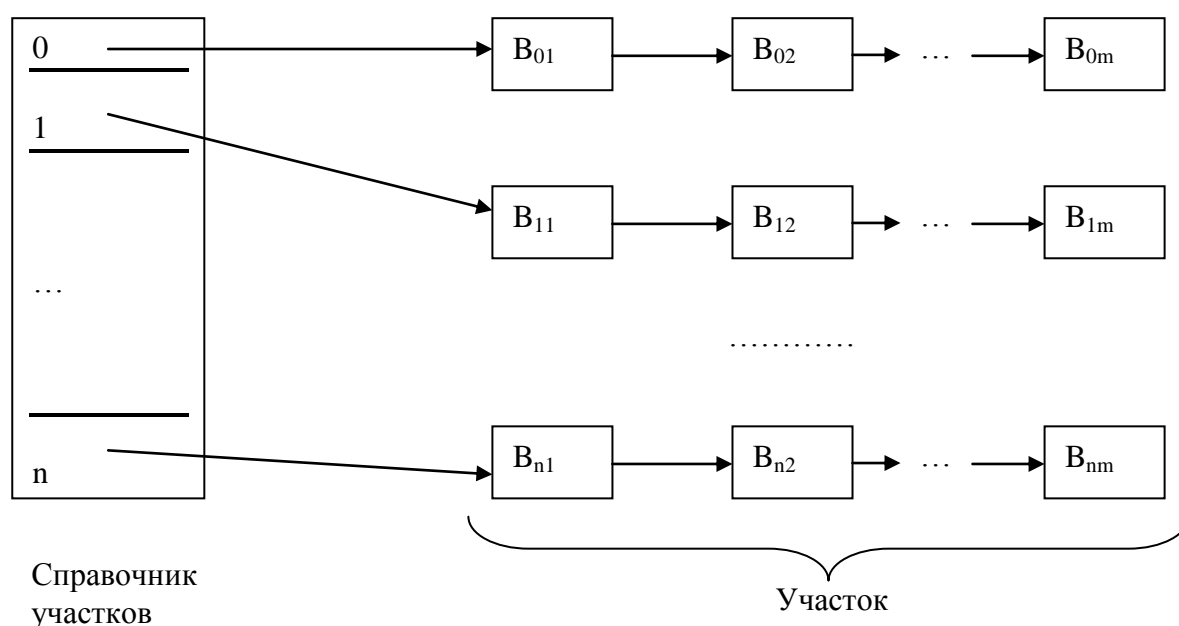 0 B₀₁ B₀₂ ... B₀ₘ
1
B₁₁ B₁₂ ... B₁ₘ
...
............
n Bₙ₁ Bₙ₂ ... Bₙₘ
Справочник
участков
Участок